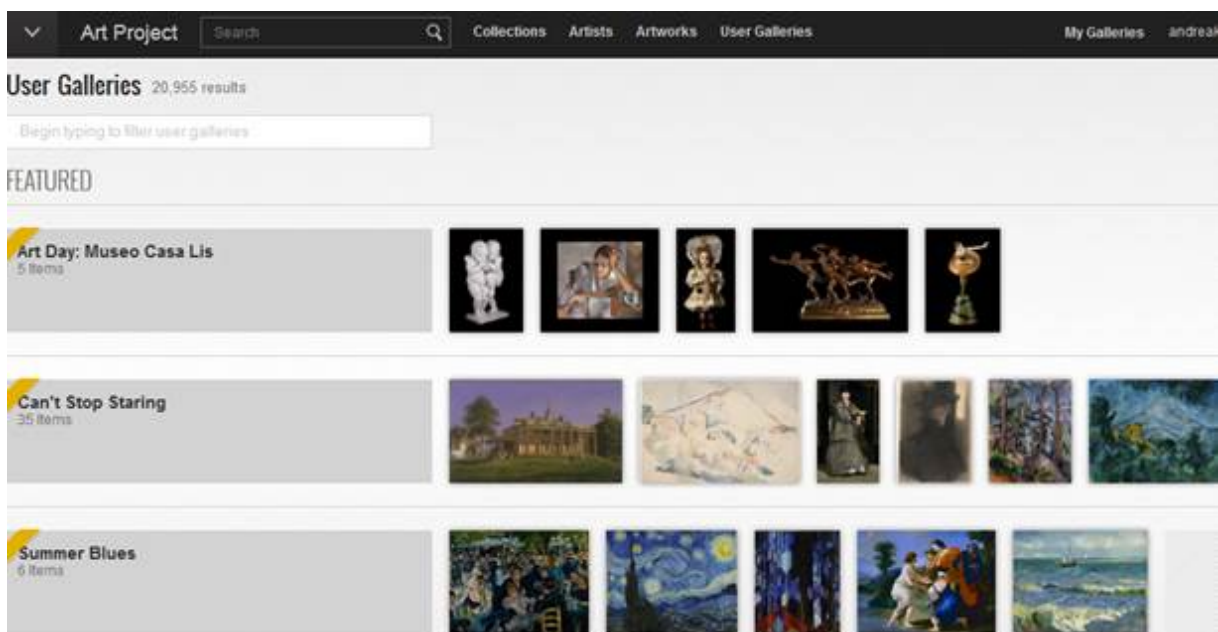 Art Project Search Collections Artists Artworks User Galleries My Galleries andreak
User Galleries 20,955 results
Begin typing to filter user galleries
FEATURED
Art Day: Museo Casa Lis
5 Items
Can't Stop Staring
35 Items
Summer Blues
6 Items